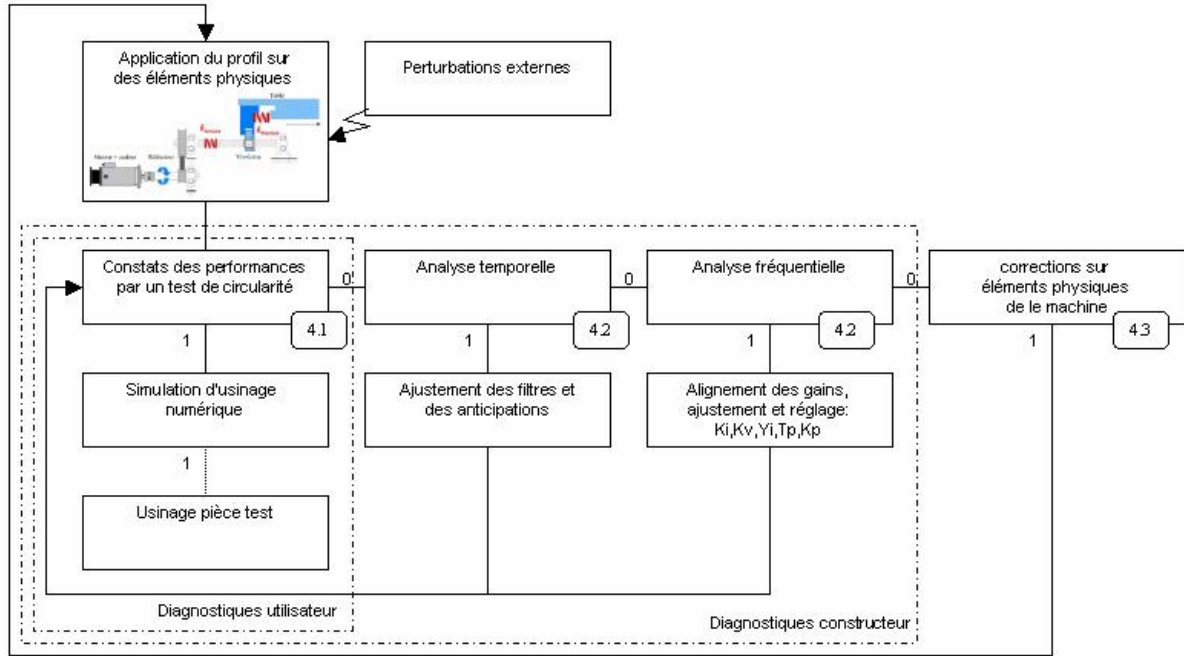 Application du profil sur
des éléments physiques
Perturbations externes
Constats des performances
par un test de circularité
4.1
0
Analyse temporelle
4.2
0
Analyse fréquentielle
4.2
0
corrections sur
éléments physiques
de le machine
4.3
1
1
1
1
Simulation d'usinage
numérique
Ajustement des filtres et
des anticipations
Alignement des gains,
ajustement et réglage:
Ki,Kv,Yi,Tp,Kp
1
Usinage pièce test
Diagnostiques utilisateur
Diagnostiques constructeur